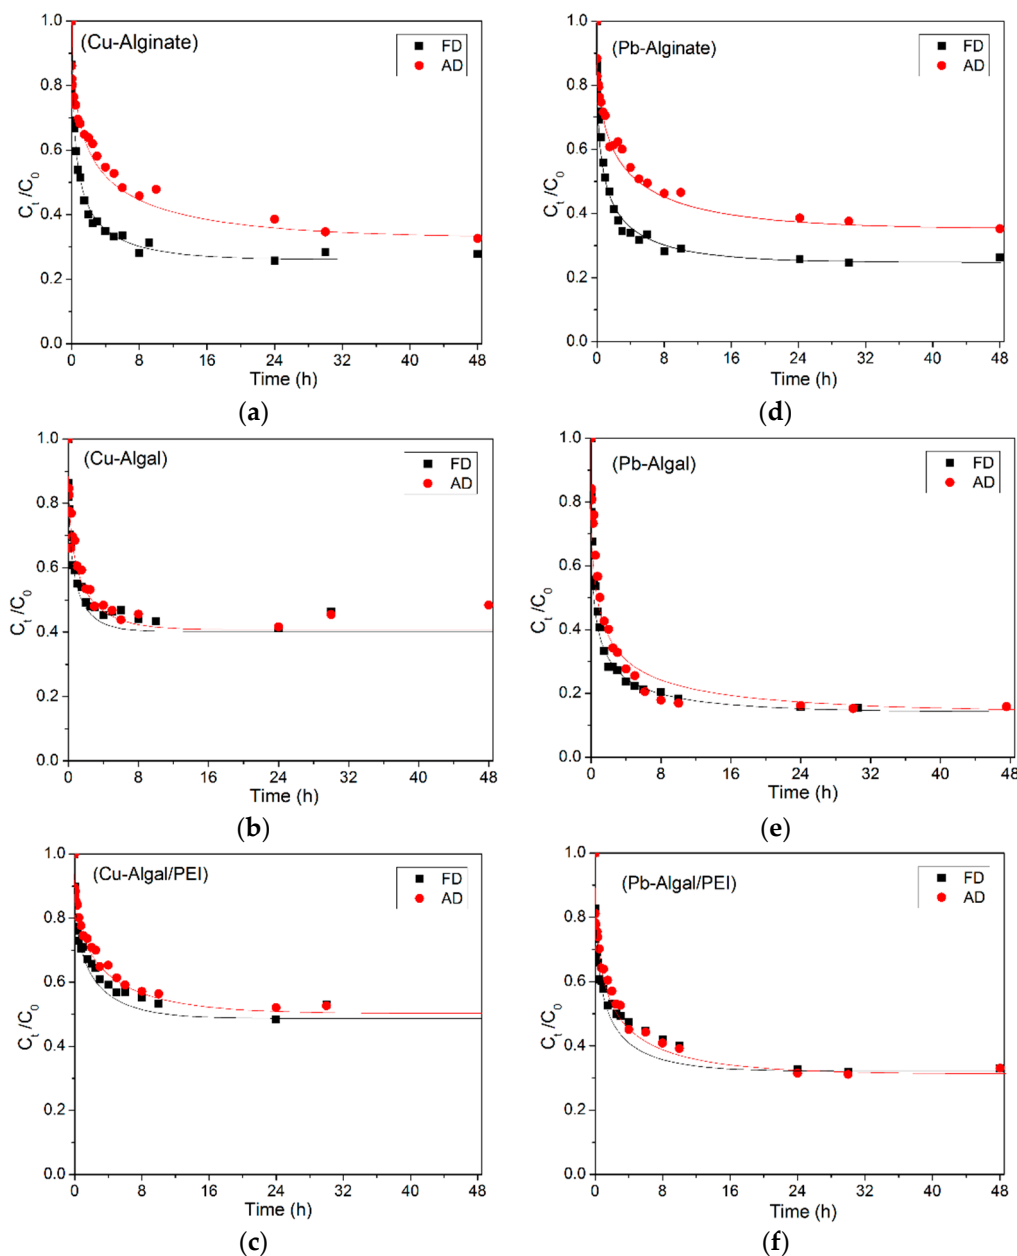 1.0
0.8
0.6
0.4
0.2
0.0
Ct /C0
(Cu-Alginate)
FD
AD
0 8 16 24 32 40 48
Time (h)
(a)
1.0
0.8
0.6
0.4
0.2
0.0
Ct /C0
(Pb-Alginate)
FD
AD
0 8 16 24 32 40 48
Time (h)
(d)
1.0
0.8
0.6
0.4
0.2
0.0
Ct /C0
(Cu-Algal)
FD
AD
0 8 16 24 32 40 48
Time (h)
(b)
1.0
0.8
0.6
0.4
0.2
0.0
Ct /C0
(Pb-Algal)
FD
AD
0 8 16 24 32 40 48
Time (h)
(e)
1.0
0.8
0.6
0.4
0.2
0.0
Ct /C0
(Cu-Algal/PEI)
FD
AD
0 8 16 24 32 40 48
Time (h)
(c)
1.0
0.8
0.6
0.4
0.2
0.0
Ct /C0
(Pb-Algal/PEI)
FD
AD
0 8 16 24 32 40 48
Time (h)
(f)